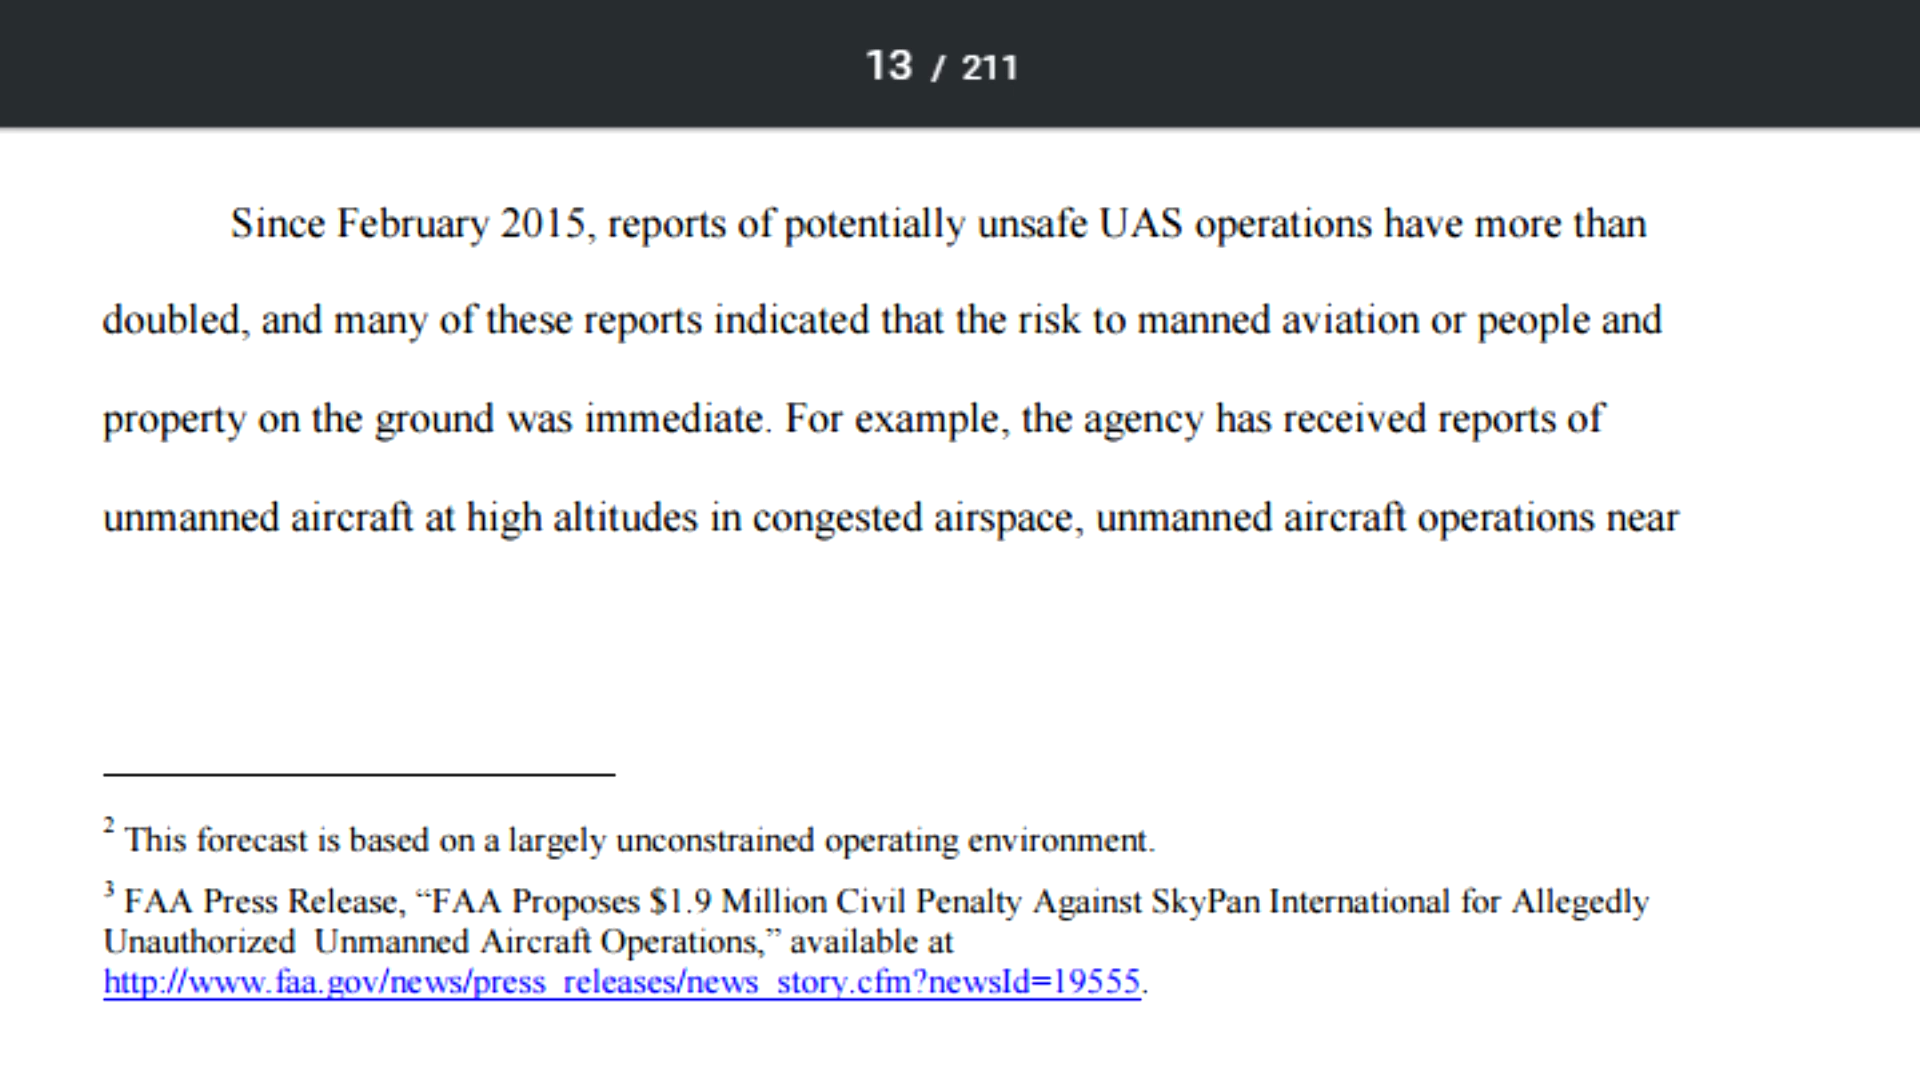 13 / 211
Since February 2015, reports of potentially unsafe UAS operations have more than
doubled, and many of these reports indicated that the risk to manned aviation or people and
property on the ground was immediate. For example, the agency has received reports of
unmanned aircraft at high altitudes in congested airspace, unmanned aircraft operations near
2 This forecast is based on a largely unconstrained operating environment.
3 FAA Press Release, “FAA Proposes $1.9 Million Civil Penalty Against SkyPan International for Allegedly
Unauthorized  Unmanned Aircraft Operations,” available at
http://www.faa.gov/news/press_releases/news_story.cfm?newsId=19555.